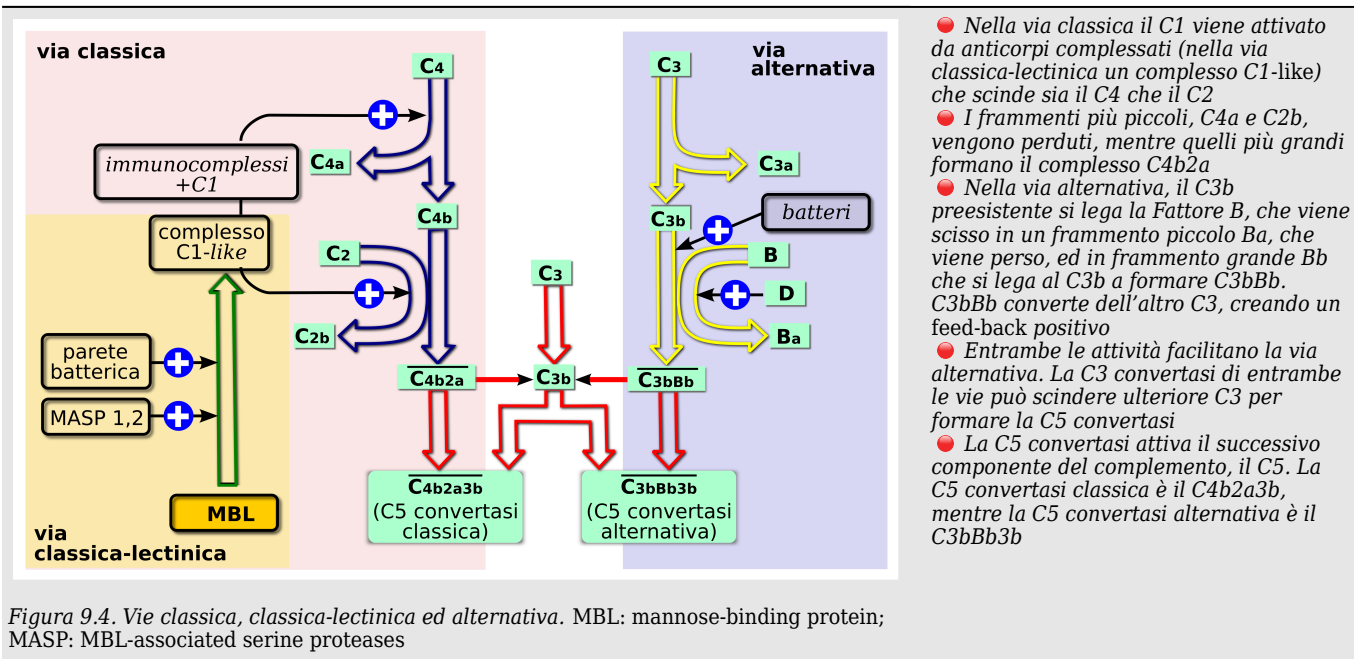 via classica
C4
immunocomplessi
+C1
C4a
complesso
C1-like
C4b
C2
C2b
parete
batterica
MASP 1,2
MBL
via
classica-lectinica
C4b2a
C3
C3b
C4b2a3b
(C5 convertasi
classica)
via
alternativa
C3
C3a
C3b
batteri
B
D
Ba
C3bBb
C3bBb3b
(C5 convertasi
alternativa)
Nella via classica il C1 viene attivato
da anticorpi complessati (nella via
classica-lectinica un complesso C1-like)
che scinde sia il C4 che il C2
I frammenti più piccoli, C4a e C2b,
vengono perduti, mentre quelli più grandi
formano il complesso C4b2a
Nella via alternativa, il C3b
preesistente si lega la Fattore B, che viene
scisso in un frammento piccolo Ba, che
viene perso, ed in frammento grande Bb
che si lega al C3b a formare C3bBb.
C3bBb converte dell'altro C3, creando un
feed-back positivo
Entrambe le attività facilitano la via
alternativa. La C3 convertasi di entrambe
le vie può scindere ulteriore C3 per
formare la C5 convertasi
La C5 convertasi attiva il successivo
componente del complemento, il C5. La
C5 convertasi classica è il C4b2a3b,
mentre la C5 convertasi alternativa è il
C3bBb3b
Figura 9.4. Vie classica, classica-lectinica ed alternativa. MBL: mannose-binding protein;
MASP: MBL-associated serine proteases